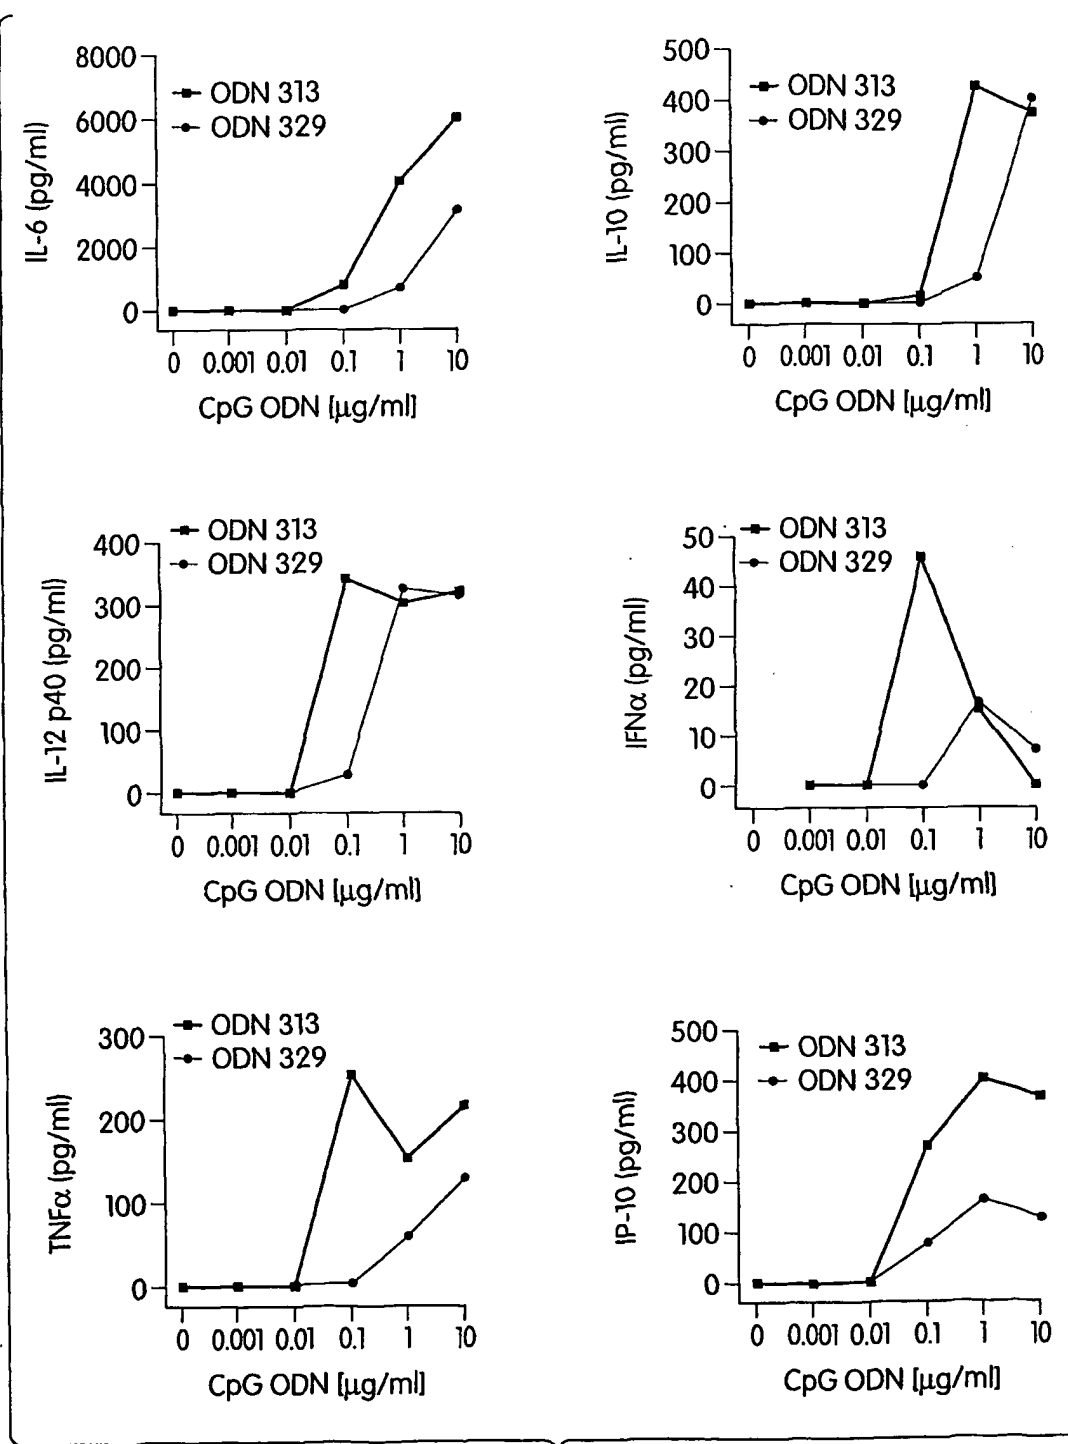 8000
6000
4000
2000
0
IL-6 (pg/ml)
ODN 313
ODN 329
0 0.001 0.01 0.1 1 10
CpG ODN [µg/ml]
500
400
300
200
100
0
IL-10 (pg/ml)
ODN 313
ODN 329
0 0.001 0.01 0.1 1 10
CpG ODN [µg/ml]
400
300
200
100
0
IL-12 p40 (pg/ml)
ODN 313
ODN 329
0 0.001 0.01 0.1 1 10
CpG ODN [µg/ml]
50
40
30
20
10
0
IFNα (pg/ml)
ODN 313
ODN 329
0 0.001 0.01 0.1 1 10
CpG ODN [µg/ml]
300
200
100
0
TNFα (pg/ml)
ODN 313
ODN 329
0 0.001 0.01 0.1 1 10
CpG ODN [µg/ml]
500
400
300
200
100
0
IP-10 (pg/ml)
ODN 313
ODN 329
0 0.001 0.01 0.1 1 10
CpG ODN [µg/ml]